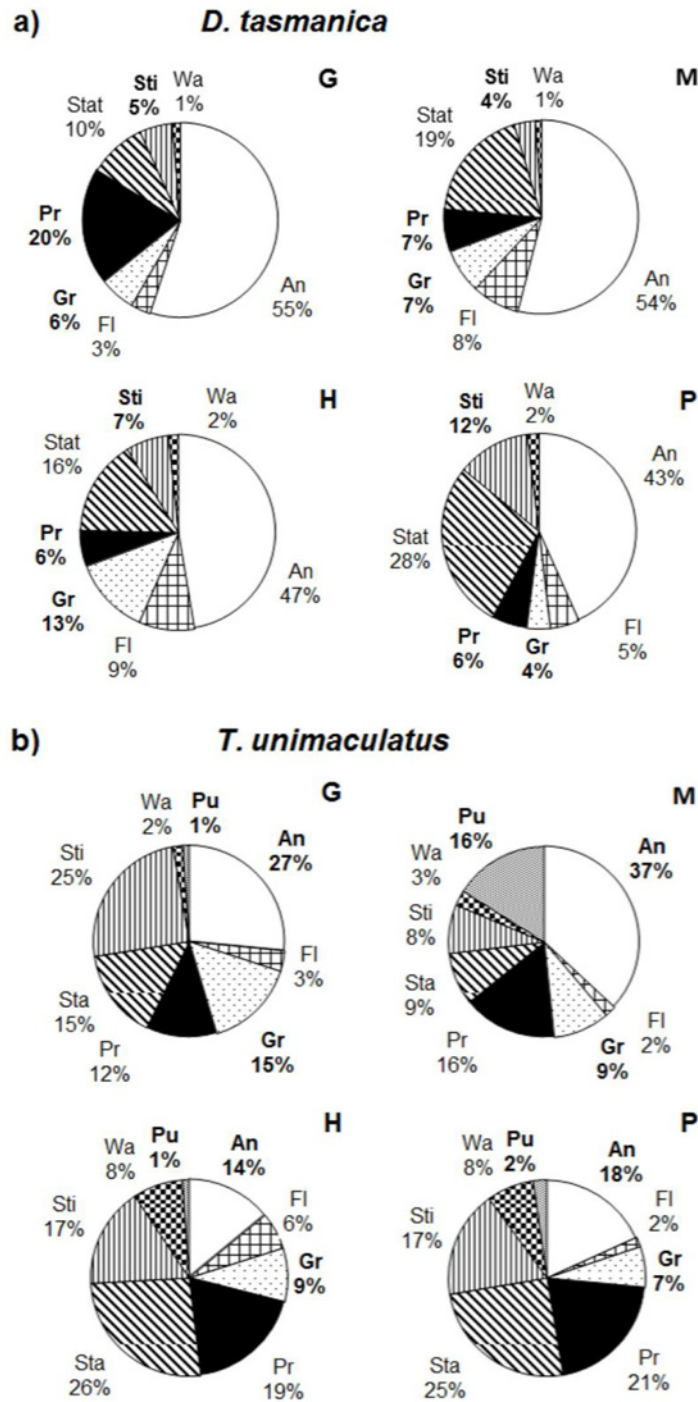 a) D. tasmanica
G
Sti
5%
Wa
1%
Stat
10%
Pr
20%
Gr
6%
Fl
3%
An
55%
M
Sti
4%
Wa
1%
Stat
19%
Pr
7%
Gr
7%
Fl
8%
An
54%
H
Sti
7%
Wa
2%
Stat
16%
Pr
6%
Gr
13%
Fl
9%
An
47%
P
Sti
12%
Wa
2%
An
43%
Stat
28%
Pr
6%
Gr
4%
Fl
5%
b) T. unimaculatus
G
Wa
2%
Pu
1%
An
27%
Sti
25%
Fl
3%
Sta
15%
Pr
12%
Gr
15%
M
Pu
16%
An
37%
Wa
3%
Sti
8%
Sta
9%
Pr
16%
Gr
9%
Fl
2%
H
Wa
8%
Pu
1%
An
14%
Fl
6%
Sti
17%
Gr
9%
Sta
26%
Pr
19%
P
Wa
8%
Pu
2%
An
18%
Fl
2%
Sti
17%
Gr
7%
Sta
25%
Pr
21%